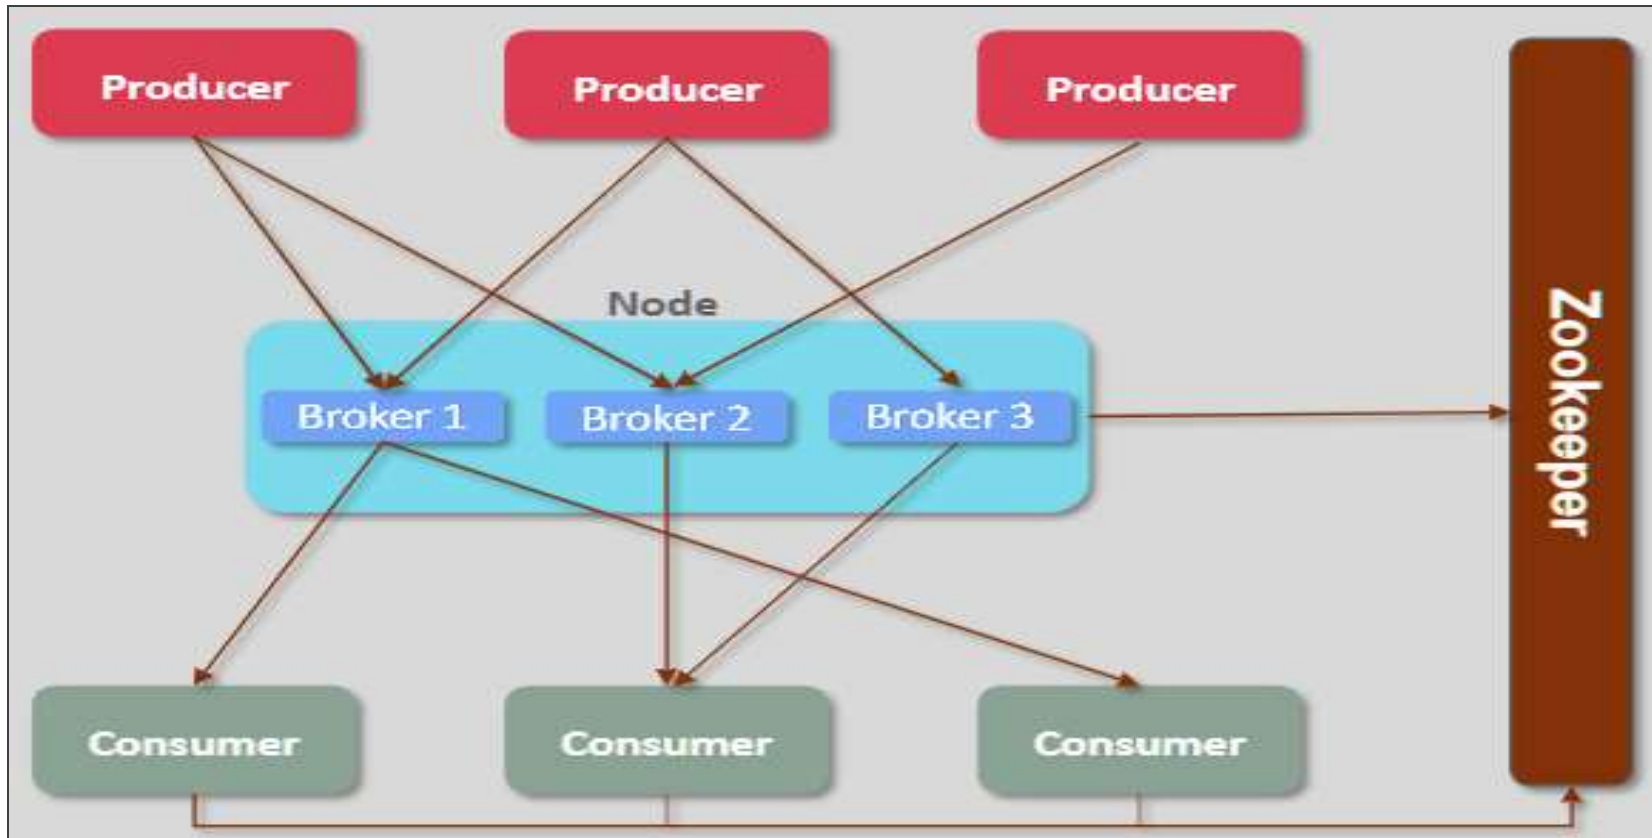 Producer
Producer
Producer
Node
Broker 1
Broker 2
Broker 3
Zookeeper
Consumer
Consumer
Consumer